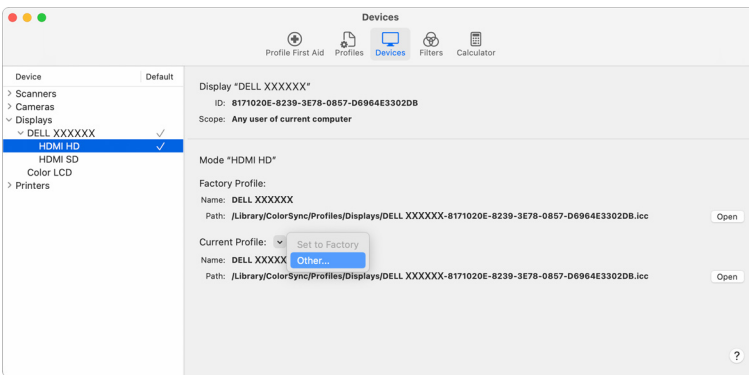 Devices
Profile First Aid Profiles Devices Filters Calculator
Device Default
Scanners
Cameras
Displays
DELL XXXXXX
HDMI HD
HDMI SD
Color LCD
Printers
Display "DELL XXXXXX"
ID: 8171020E-8239-3E78-0857-D6964E3302DB
Scope: Any user of current computer
Mode "HDMI HD"
Factory Profile:
Name: DELL XXXXXX
Path: /Library/ColorSync/Profiles/Displays/DELL XXXXXX-8171020E-8239-3E78-0857-D6964E3302DB.icc Open
Current Profile: Set to Factory
Name: DELL XXXX Other...
Path: /Library/ColorSync/Profiles/Displays/DELL XXXXXX-8171020E-8239-3E78-0857-D6964E3302DB.icc Open
?